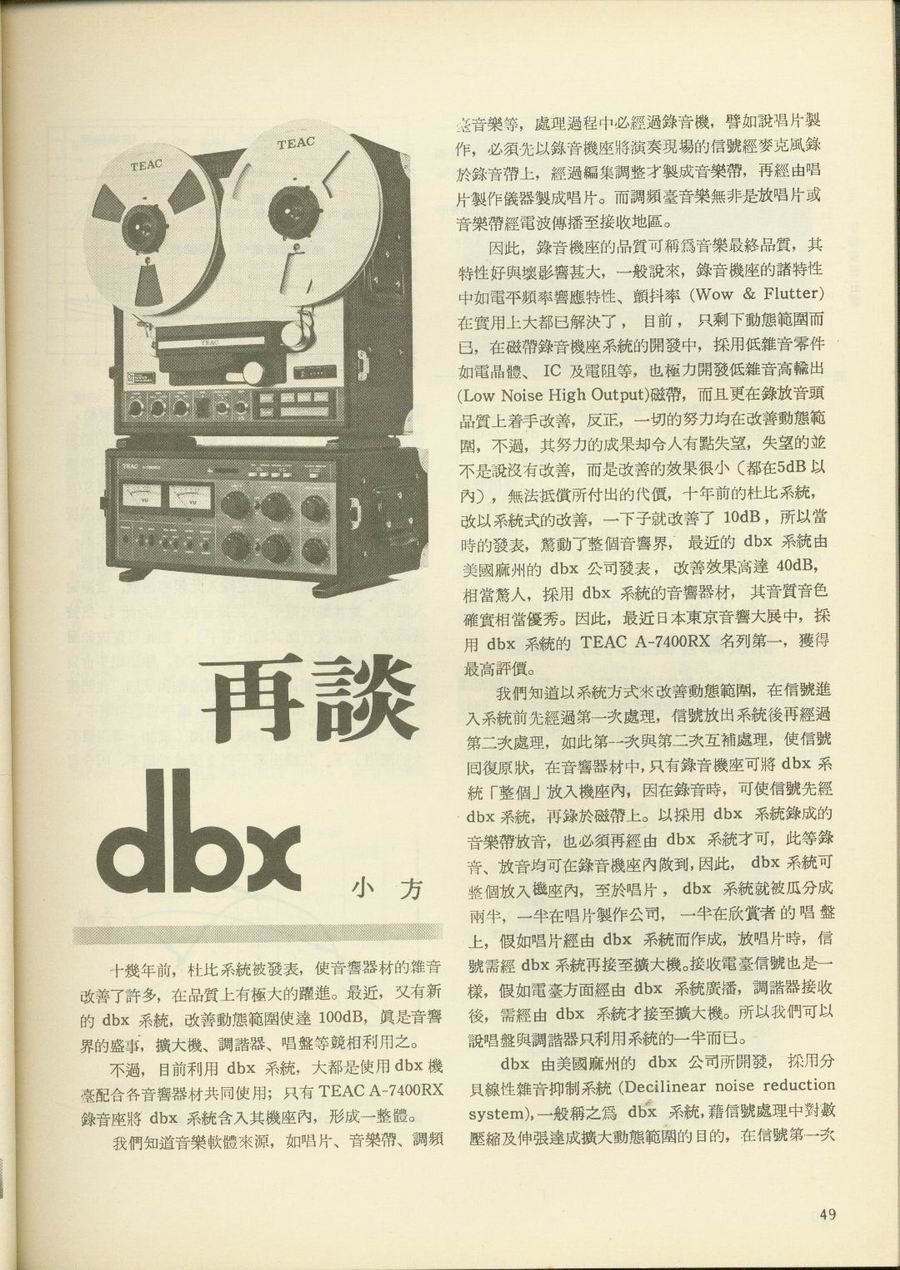 TEAC
TEAC
TEAC
TEAC
VU
VU
再談
dbx
小方
十幾年前，杜比系統被發表，使音響器材的雜音
改善了許多，在品質上有極大的躍進。最近，又有新
的 dbx 系統，改善動態範圍使達 100dB，眞是音響
界的盛事，擴大機、調諧器、唱盤等競相利用之。
不過，目前利用 dbx 系統，大都是使用 dbx 機
臺配合各音響器材共同使用；只有 TEAC A-7400RX
錄音座將 dbx 系統含入其機座內，形成一整體。
我們知道音樂軟體來源，如唱片、音樂帶、調頻
臺音樂等，處理過程中必經過錄音機，譬如說唱片製
作，必須先以錄音機座將演奏現場的信號經麥克風錄
於錄音帶上，經過編集調整才製成音樂帶，再經由唱
片製作儀器製成唱片。而調頻臺音樂無非是放唱片或
音樂帶經電波傳播至接收地區。
因此，錄音機座的品質可稱爲音樂最終品質，其
特性好與壞影響甚大，一般說來，錄音機座的諸特性
中如電平頻率響應特性、顫抖率 (Wow & Flutter)
在實用上大都已解決了，目前，只剩下動態範圍而
已，在磁帶錄音機座系統的開發中，採用低雜音零件
如電晶體、 IC 及電阻等，也極力開發低雜音高輸出
(Low Noise High Output)磁帶，而且更在錄放音頭
品質上着手改善，反正，一切的努力均在改善動態範
圍，不過，其努力的成果却令人有點失望，失望的並
不是說沒有改善，而是改善的效果很小（都在5dB 以
內），無法抵償所付出的代價，十年前的杜比系統，
改以系統式的改善，一下子就改善了 10dB，所以當
時的發表，驚動了整個音響界，最近的 dbx 系統由
美國麻州的 dbx 公司發表，改善效果高達 40dB，
相當驚人，採用 dbx 系統的音響器材，其音質音色
確實相當優秀。因此，最近日本東京音響大展中，採
用 dbx 系統的 TEAC A-7400RX 名列第一，獲得
最高評價。
我們知道以系統方式來改善動態範圍，在信號進
入系統前先經過第一次處理，信號放出系統後再經過
第二次處理，如此第一次與第二次互補處理，使信號
回復原狀，在音響器材中，只有錄音機座可將 dbx 系
統「整個」放入機座內，因在錄音時，可使信號先經
dbx 系統，再錄於磁帶上。以採用 dbx 系統錄成的
音樂帶放音，也必須再經由 dbx 系統才可，此等錄
音、放音均可在錄音機座內做到，因此， dbx 系統可
整個放入機座內，至於唱片， dbx 系統就被瓜分成
兩半，一半在唱片製作公司，一半在欣賞者的唱盤
上，假如唱片經由 dbx 系統而作成，放唱片時，信
號需經 dbx 系統再接至擴大機。接收電臺信號也是一
樣，假如電臺方面經由 dbx 系統廣播，調諧器接收
後，需經由 dbx 系統才接至擴大機。所以我們可以
說唱盤與調諧器只利用系統的一半而已。
dbx 由美國麻州的 dbx 公司所開發，採用分
貝線性雜音抑制系統 (Decilinear noise reduction
system)，一般稱之爲 dbx 系統，藉信號處理中對數
壓縮及伸張達成擴大動態範圍的目的，在信號第一次
49